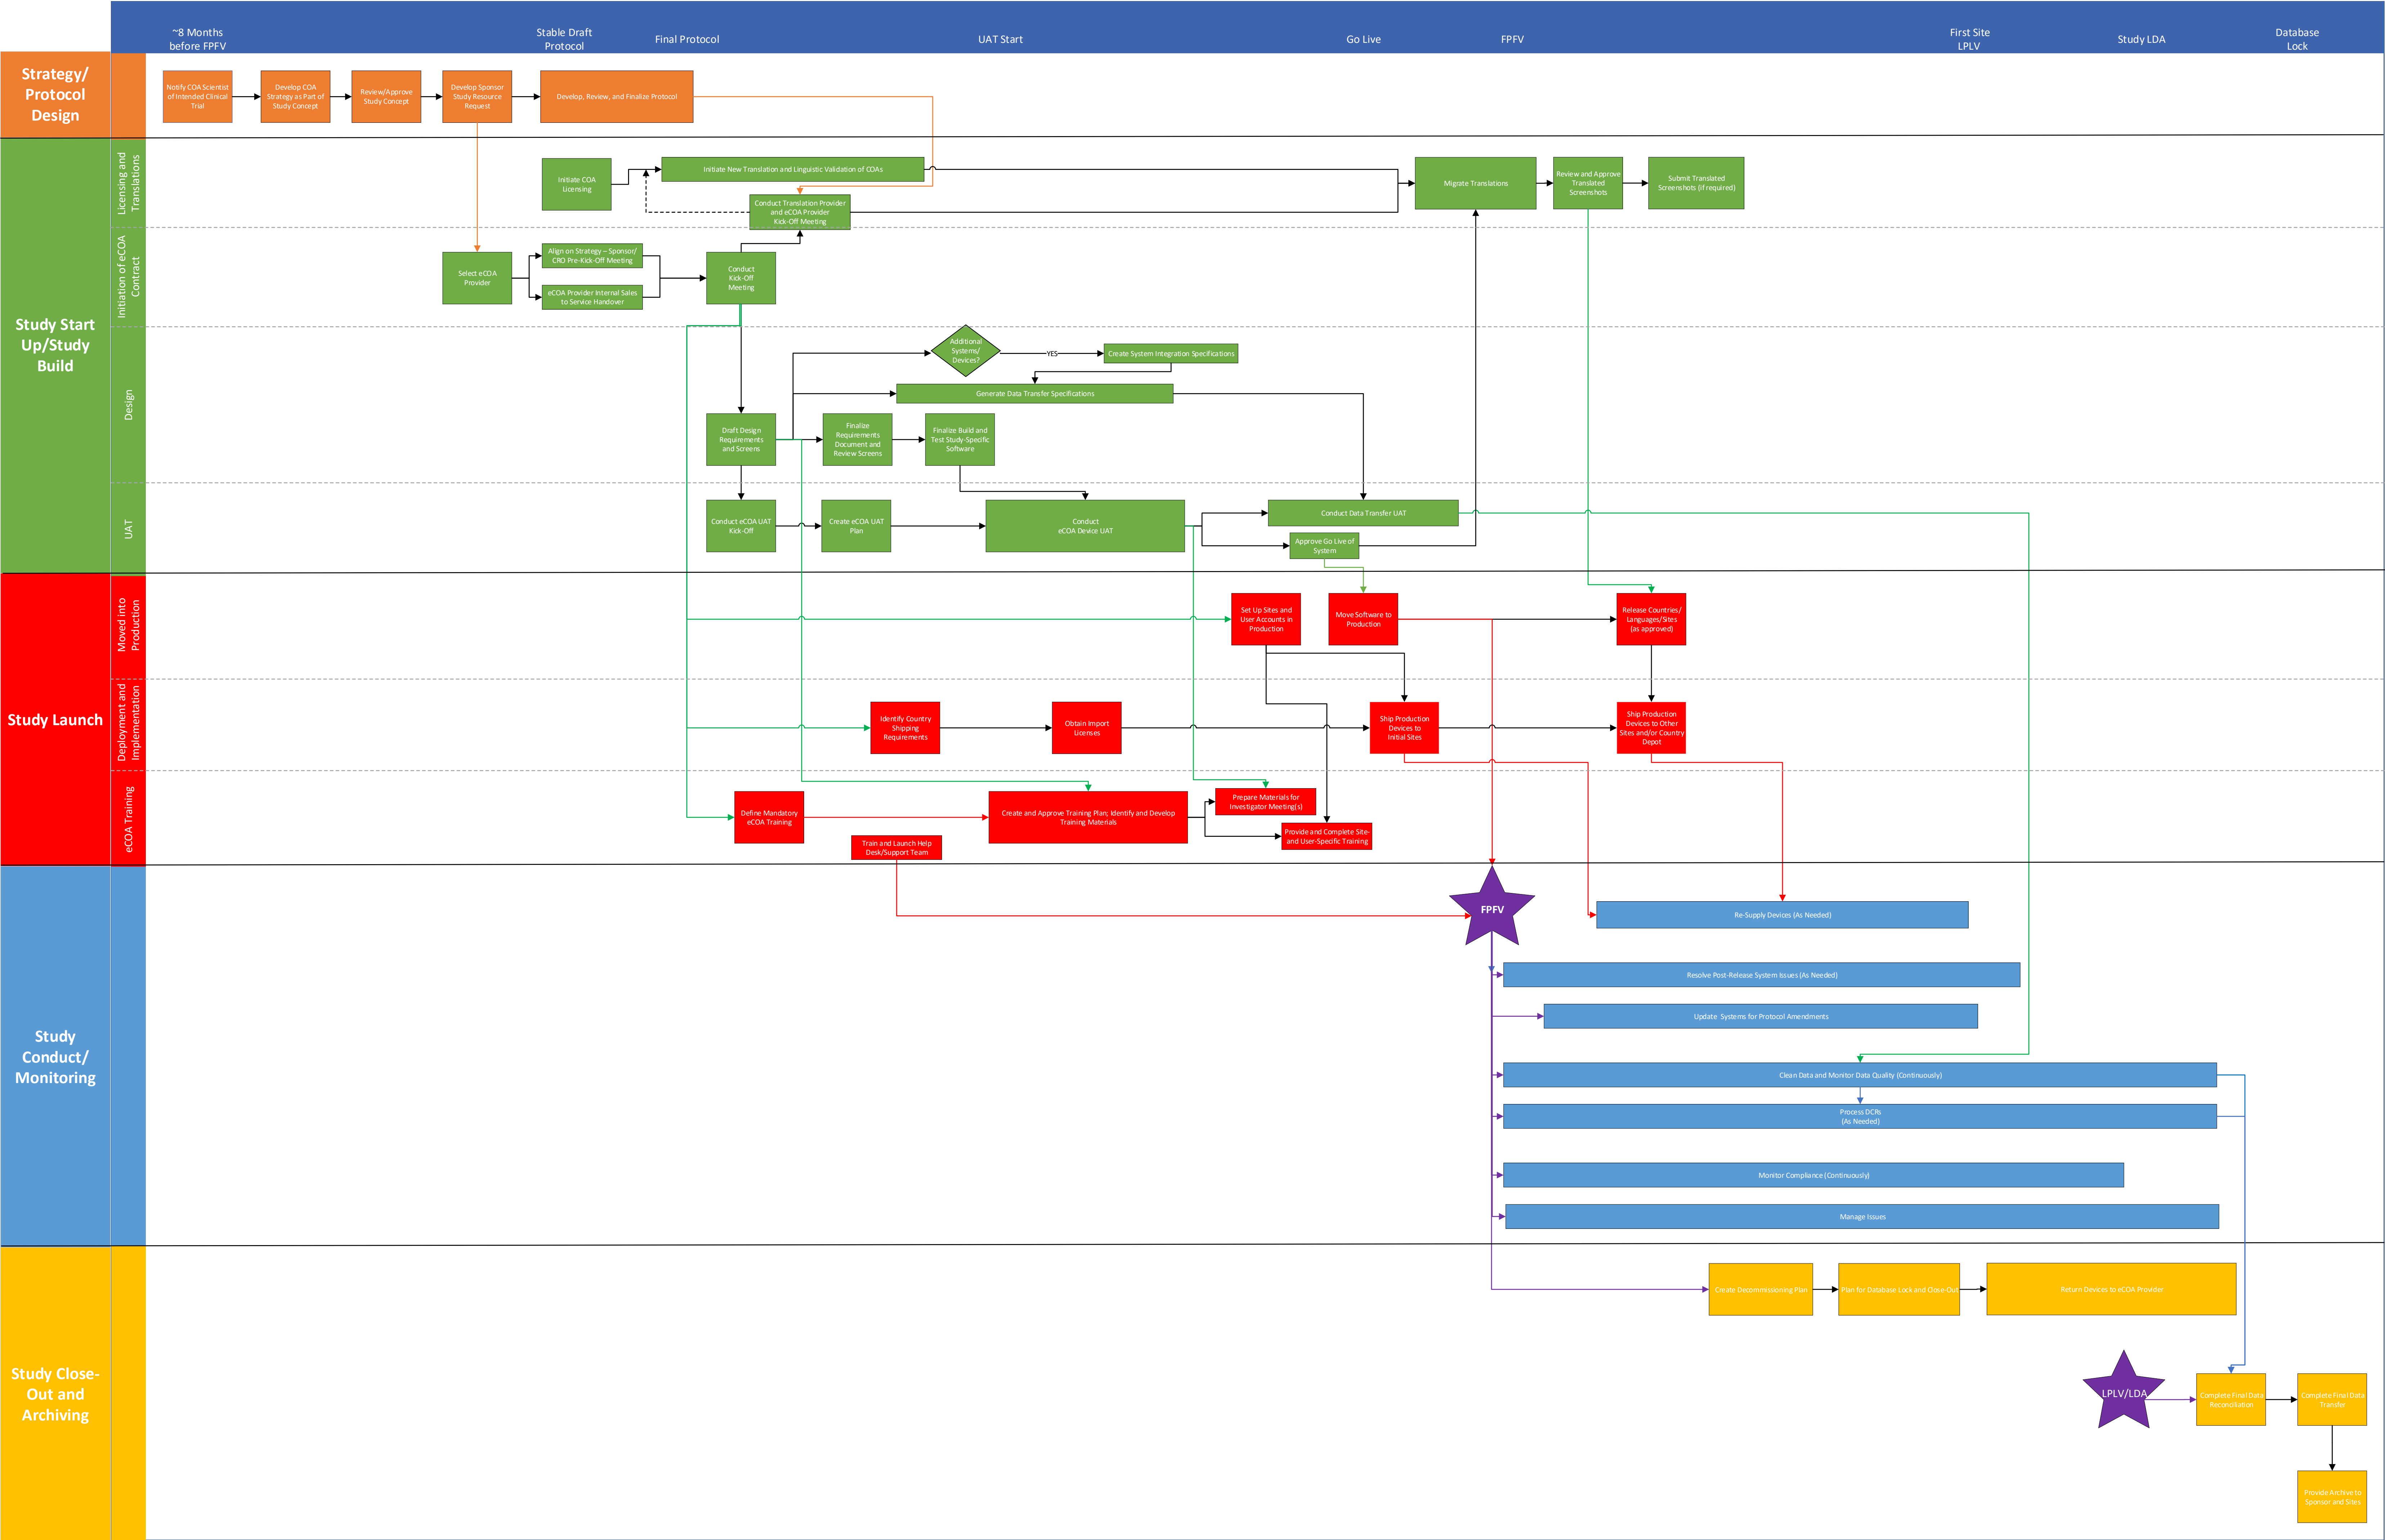 ~8 Months
before FPFV
Stable Draft
Protocol
Final Protocol
UAT Start
Go Live
FPFV
First Site
LPLV
Study LDA
Database
Lock
Strategy/
Protocol
Design
Notify COA Scientist
of Intended Clinical
Trial
Develop COA
Strategy as Part of
Study Concept
Review/Approve
Study Concept
Develop Sponsor
Study Resource
Request
Develop, Review, and Finalize Protocol
Study Start
Up/Study
Build
Licensing and
Translations
Initiate COA
Licensing
Initiate New Translation and Linguistic Validation of COAs
Conduct Translation Provider
and eCOA Provider
Kick-Off Meeting
Migrate Translations
Review and Approve
Translated
Screenshots
Submit Translated
Screenshots (if required)
Initiation of eCOA
Contract
Select eCOA
Provider
Align on Strategy – Sponsor/
CRO Pre-Kick-Off Meeting
eCOA Provider Internal Sales
to Service Handover
Conduct
Kick-Off
Meeting
Design
Additional
Systems/
Devices?
YES
Create System Integration Specifications
Generate Data Transfer Specifications
Draft Design
Requirements
and Screens
Finalize
Requirements
Document and
Review Screens
Finalize Build and
Test Study-Specific
Software
UAT
Conduct eCOA UAT
Kick-Off
Create eCOA UAT
Plan
Conduct
eCOA Device UAT
Conduct Data Transfer UAT
Approve Go Live of
System
Study Launch
Moved into
Production
Set Up Sites and
User Accounts in
Production
Move Software to
Production
Release Countries/
Languages/Sites
(as approved)
Deployment and
Implementation
Identify Country
Shipping
Requirements
Obtain Import
Licenses
Ship Production
Devices to
Initial Sites
Ship Production
Devices to Other
Sites and/or Country
Depot
eCOA Training
Define Mandatory
eCOA Training
Train and Launch Help
Desk/Support Team
Create and Approve Training Plan; Identify and Develop
Training Materials
Prepare Materials for
Investigator Meeting(s)
Provide and Complete Site-
and User-Specific Training
Study
Conduct/
Monitoring
FPFV
Re-Supply Devices (As Needed)
Resolve Post-Release System Issues (As Needed)
Update Systems for Protocol Amendments
Clean Data and Monitor Data Quality (Continuously)
Process DCRs
(As Needed)
Monitor Compliance (Continuously)
Manage Issues
Study Close-
Out and
Archiving
Create Decommissioning Plan
Plan for Database Lock and Close-Out
Return Devices to eCOA Provider
LPLV/LDA
Complete Final Data
Reconciliation
Complete Final Data
Transfer
Provide Archive to
Sponsor and Sites